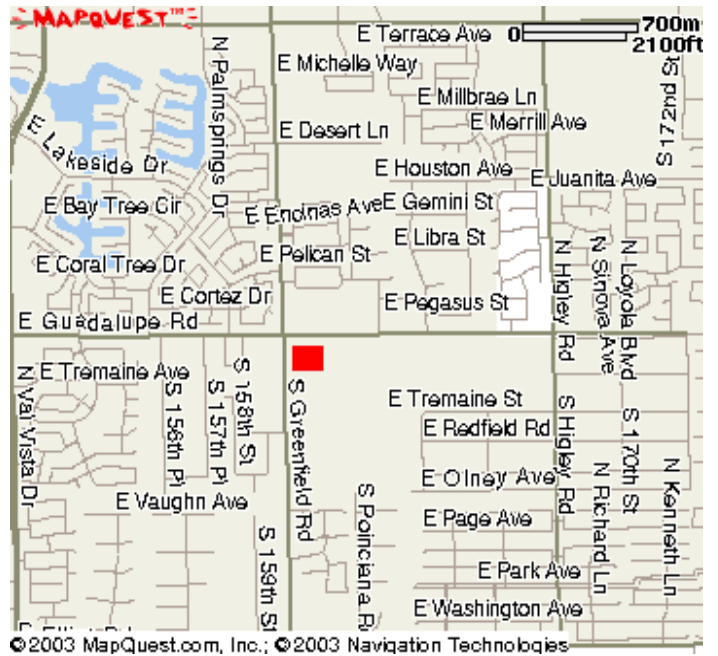 MAPQUEST™
E Terrace Ave
0
700m
2100ft
E Michelle Way
N Palmsprings Dr
E Millbrae Ln
S 172nd St
E Desert Ln
E Merrill Ave
E Lakeside Dr
E Houston Ave
E Juanita Ave
E Bay Tree Cir
E Encinas Ave
E Gemini St
E Pelican St
E Libra St
E Coral Tree Dr
N Higley Rd
N Sinova Ave
N Loyola Blvd
E Cortez Dr
E Pegasus St
E Guadalupe Rd
E Tremaine Ave
N Val Vista Dr
S 156th Pl
S 157th Pl
S 158th St
S Greenfield Rd
E Tremaine St
S Higley Rd
S 170th St
E Redfield Rd
E Olney Ave
N Richard Ln
N Kenneth Ln
E Vaughn Ave
S Poinciana R
E Page Ave
S 159th St
E Park Ave
E Washington Ave
©2003 MapQuest.com, Inc.; ©2003 Navigation Technologies